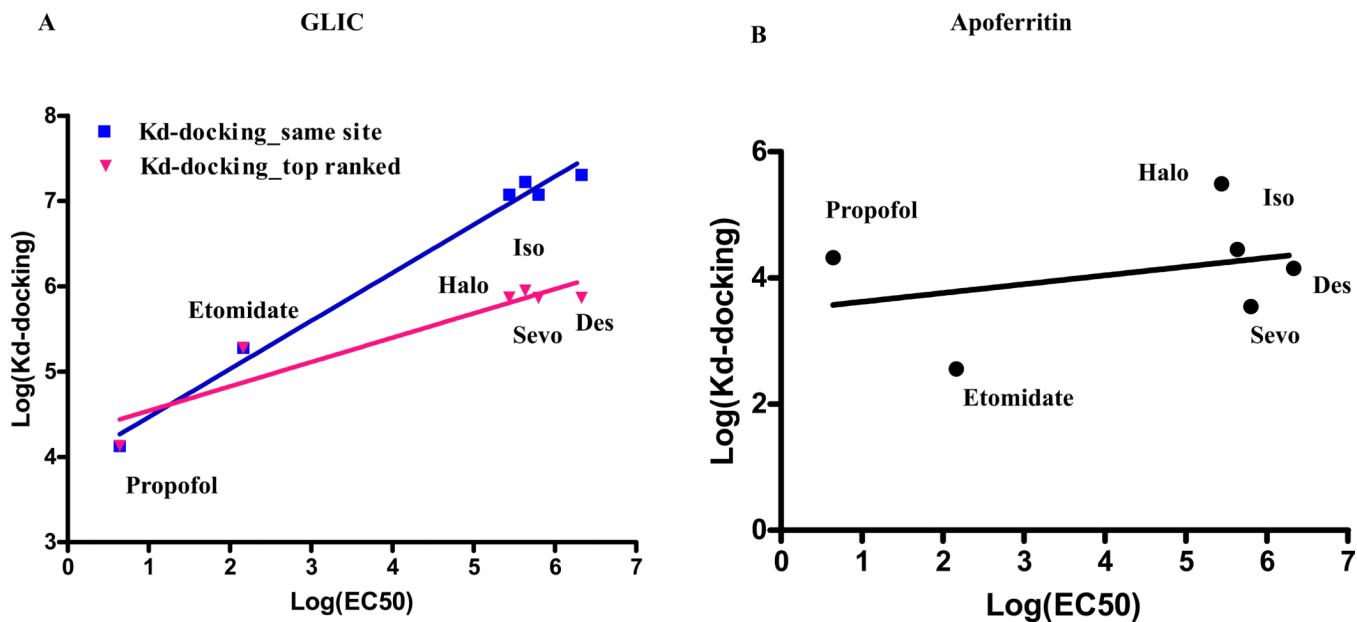 A
GLIC
8
Kd-docking_same site
Kd-docking_top ranked
7
Iso
6
Halo
Etomidate
Sevo
Des
5
4
Propofol
3
0 1 2 3 4 5 6 7
Log(EC50)
Log(Kd-docking)
B
Apoferritin
6
Halo
Iso
Propofol
4
Des
Sevo
Etomidate
2
0
0 1 2 3 4 5 6 7
Log(EC50)
Log(Kd-docking)